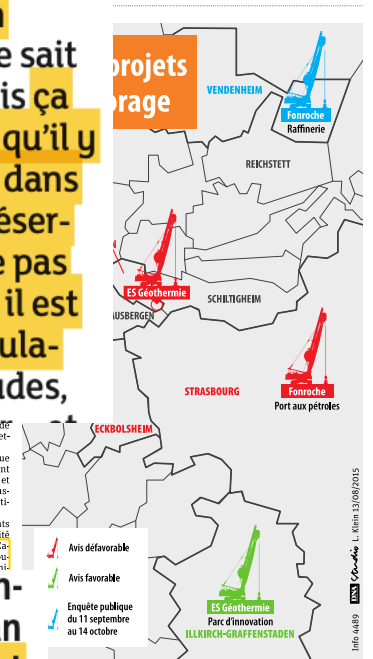 e sait
is ça
qu'il y
dans
éser-
e pas
il est
ula-
udes,
projets
rage
VENDENHEIM
Fonroche
Raffinerie
REICHSTETT
ES Géothermie
AUSBERGEN
SCHILTIGHEIM
STRASBOURG
Fonroche
Port aux pétroles
ECKBOLSHEIM
Avis défavorable
Avis favorable
Enquête publique
du 11 septembre
au 14 octobre
ES Géothermie
Parc d'innovation
ILLKIRCH-GRAFFENSTADEN
Info 4489 DNA Studio L. Klein 13/08/2015